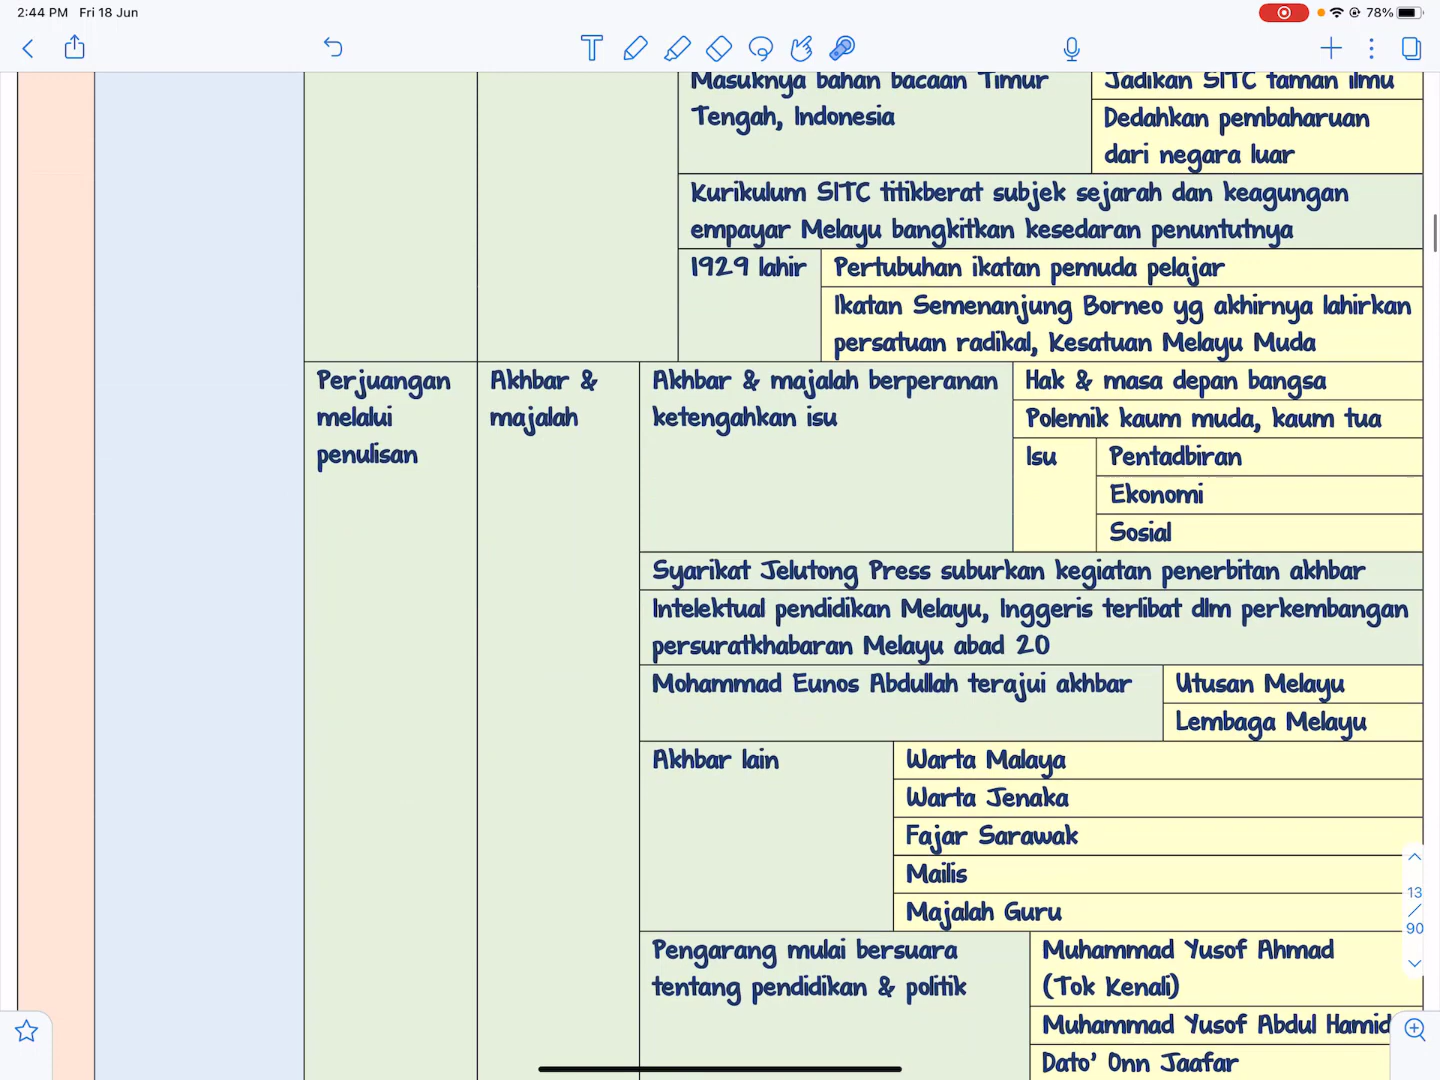 2:44 PM Fri 18 Jun
78%
T
Masuknya bahan bacaan Timur
Tengah, Indonesia
Jadikan SITC taman ilmu
Dedahkan pembaharuan
dari negara luar
Kurikulum SITC titikberat subjek sejarah dan keagungan
empayar Melayu bangkitkan kesedaran penuntutnya
1929 lahir
Pertubuhan ikatan pemuda pelajar
Ikatan Semenanjung Borneo yg akhirnya lahirkan
persatuan radikal, Kesatuan Melayu Muda
Perjuangan
melalui
penulisan
Akhbar &
majalah
Akhbar & majalah berperanan
ketengahkan isu
Hak & masa depan bangsa
Polemik kaum muda, kaum tua
Isu
Pentadbiran
Ekonomi
Sosial
Syarikat Jelutong Press suburkan kegiatan penerbitan akhbar
Intelektual pendidikan Melayu, Inggeris terlibat dlm perkembangan
persuratkhabaran Melayu abad 20
Mohammad Eunos Abdullah terajui akhbar
Utusan Melayu
Lembaga Melayu
Akhbar lain
Warta Malaya
Warta Jenaka
Fajar Sarawak
Mailis
Majalah Guru
Pengarang mulai bersuara
tentang pendidikan & politik
Muhammad Yusof Ahmad
(Tok Kenali)
Muhammad Yusof Abdul Hamid
Dato' Onn Jaafar
13
/
90